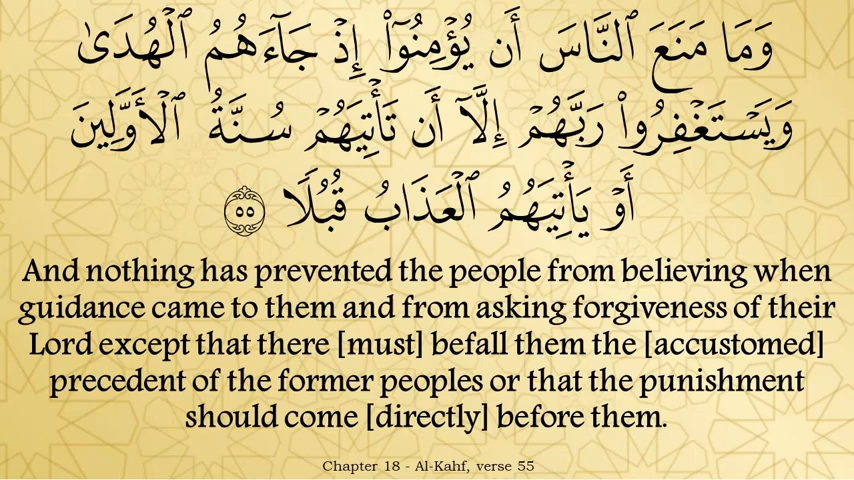 وَمَا مَنَعَ ٱلنَّاسَ أَن يُؤْمِنُوٓا۟ إِذْ جَآءَهُمُ ٱلْهُدَىٰ
وَيَسْتَغْفِرُوا۟ رَبَّهُمْ إِلَّآ أَن تَأْتِيَهُمْ سُنَّةُ ٱلْأَوَّلِينَ
أَوْ يَأْتِيَهُمُ ٱلْعَذَابُ قُبُلًا ٥٥
And nothing has prevented the people from believing when
guidance came to them and from asking forgiveness of their
Lord except that there [must] befall them the [accustomed]
precedent of the former peoples or that the punishment
should come [directly] before them.
Chapter 18 - Al-Kahf, verse 55